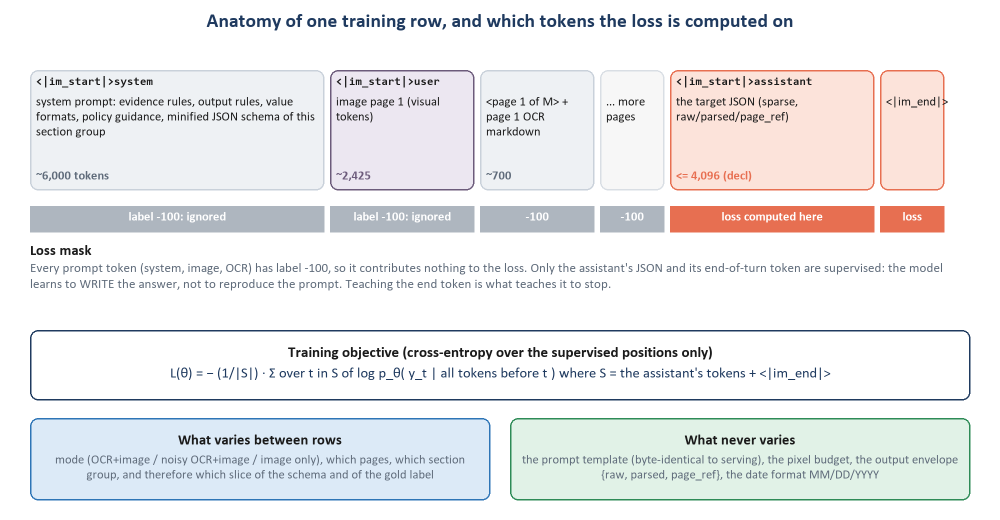 Anatomy of one training row, and which tokens the loss is computed on
<|im_start|>system
system prompt: evidence rules, output rules, value
formats, policy guidance, minified JSON schema of this
section group
~6,000 tokens
<|im_start|>user
image page 1 (visual
tokens)
~2,425
<page 1 of M> +
page 1 OCR
markdown
~700
... more
pages
<|im_start|>assistant
the target JSON (sparse,
raw/parsed/page_ref)
<= 4,096 (decl)
<|im_end|>
label -100: ignored
label -100: ignored
-100
-100
loss computed here
loss
Loss mask
Every prompt token (system, image, OCR) has label -100, so it contributes nothing to the loss. Only the assistant's JSON and its end-of-turn token are supervised: the model
learns to WRITE the answer, not to reproduce the prompt. Teaching the end token is what teaches it to stop.
Training objective (cross-entropy over the supervised positions only)
L(θ) = − (1/|S|) · Σ over t in S of log p_θ( y_t | all tokens before t ) where S = the assistant's tokens + <|im_end|>
What varies between rows
mode (OCR+image / noisy OCR+image / image only), which pages, which section
group, and therefore which slice of the schema and of the gold label
What never varies
the prompt template (byte-identical to serving), the pixel budget, the output envelope
{raw, parsed, page_ref}, the date format MM/DD/YYYY